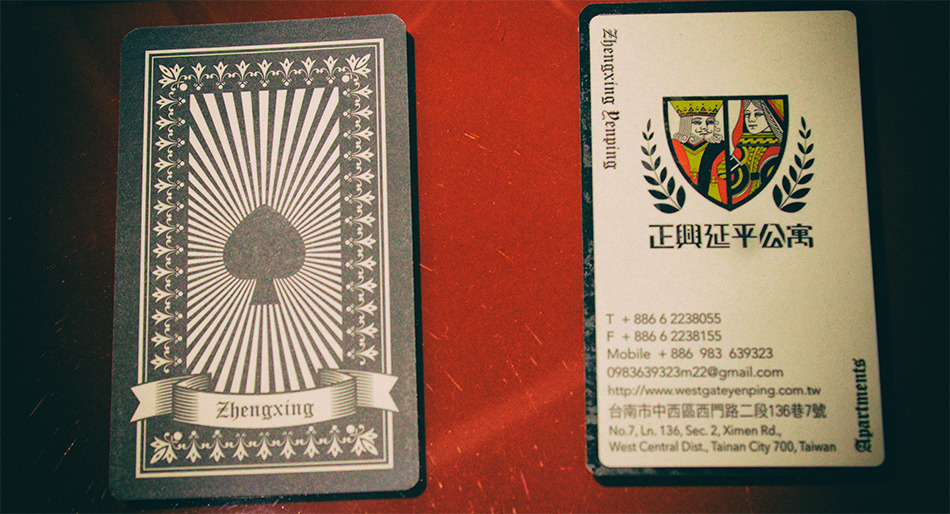 Zhengxing
Zhengxing Yenping
正興延平公寓
T + 886 6 2238055
F + 886 6 2238155
Mobile + 886 983 639323
0983639323m22@gmail.com
http://www.westgateyenping.com.tw
台南市中西區西門路二段136巷7號
No.7, Ln. 136, Sec. 2, Ximen Rd.,
West Central Dist., Tainan City 700, Taiwan
Apartments